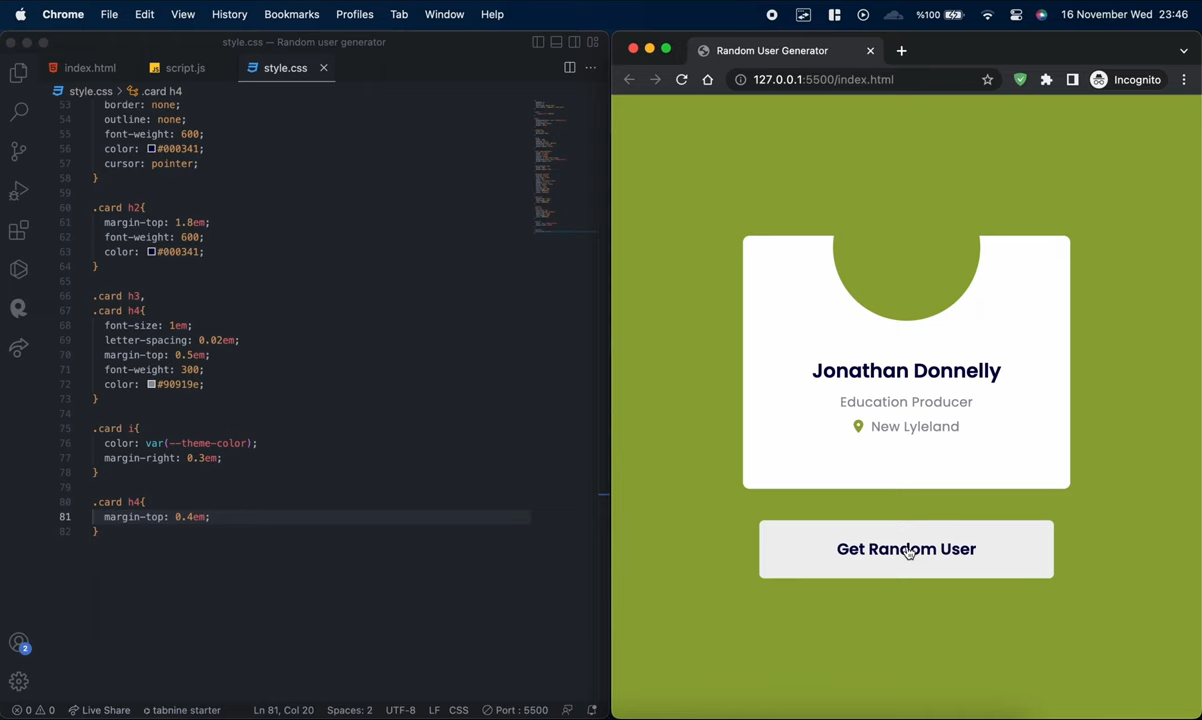 Chrome File Edit View History Bookmarks Profiles Tab Window Help %100 16 November Wed 23:46
style.css — Random user generator
index.html script.js style.css
style.css > .card h4
53 border: none;
54 outline: none;
55 font-weight: 600;
56 color: #000341;
57 cursor: pointer;
58 }
59
60 .card h2{
61 margin-top: 1.8em;
62 font-weight: 600;
63 color: #000341;
64 }
65
66 .card h3,
67 .card h4{
68 font-size: 1em;
69 letter-spacing: 0.02em;
70 margin-top: 0.5em;
71 font-weight: 300;
72 color: #90919e;
73 }
74
75 .card i{
76 color: var(--theme-color);
77 margin-right: 0.3em;
78 }
79
80 .card h4{
81 margin-top: 0.4em;
82 }
2
0 0 Live Share tabnine starter Ln 81, Col 20 Spaces: 2 UTF-8 LF CSS Port : 5500
Random User Generator
127.0.0.1:5500/index.html Incognito
Jonathan Donnelly
Education Producer
New Lyleland
Get Random User